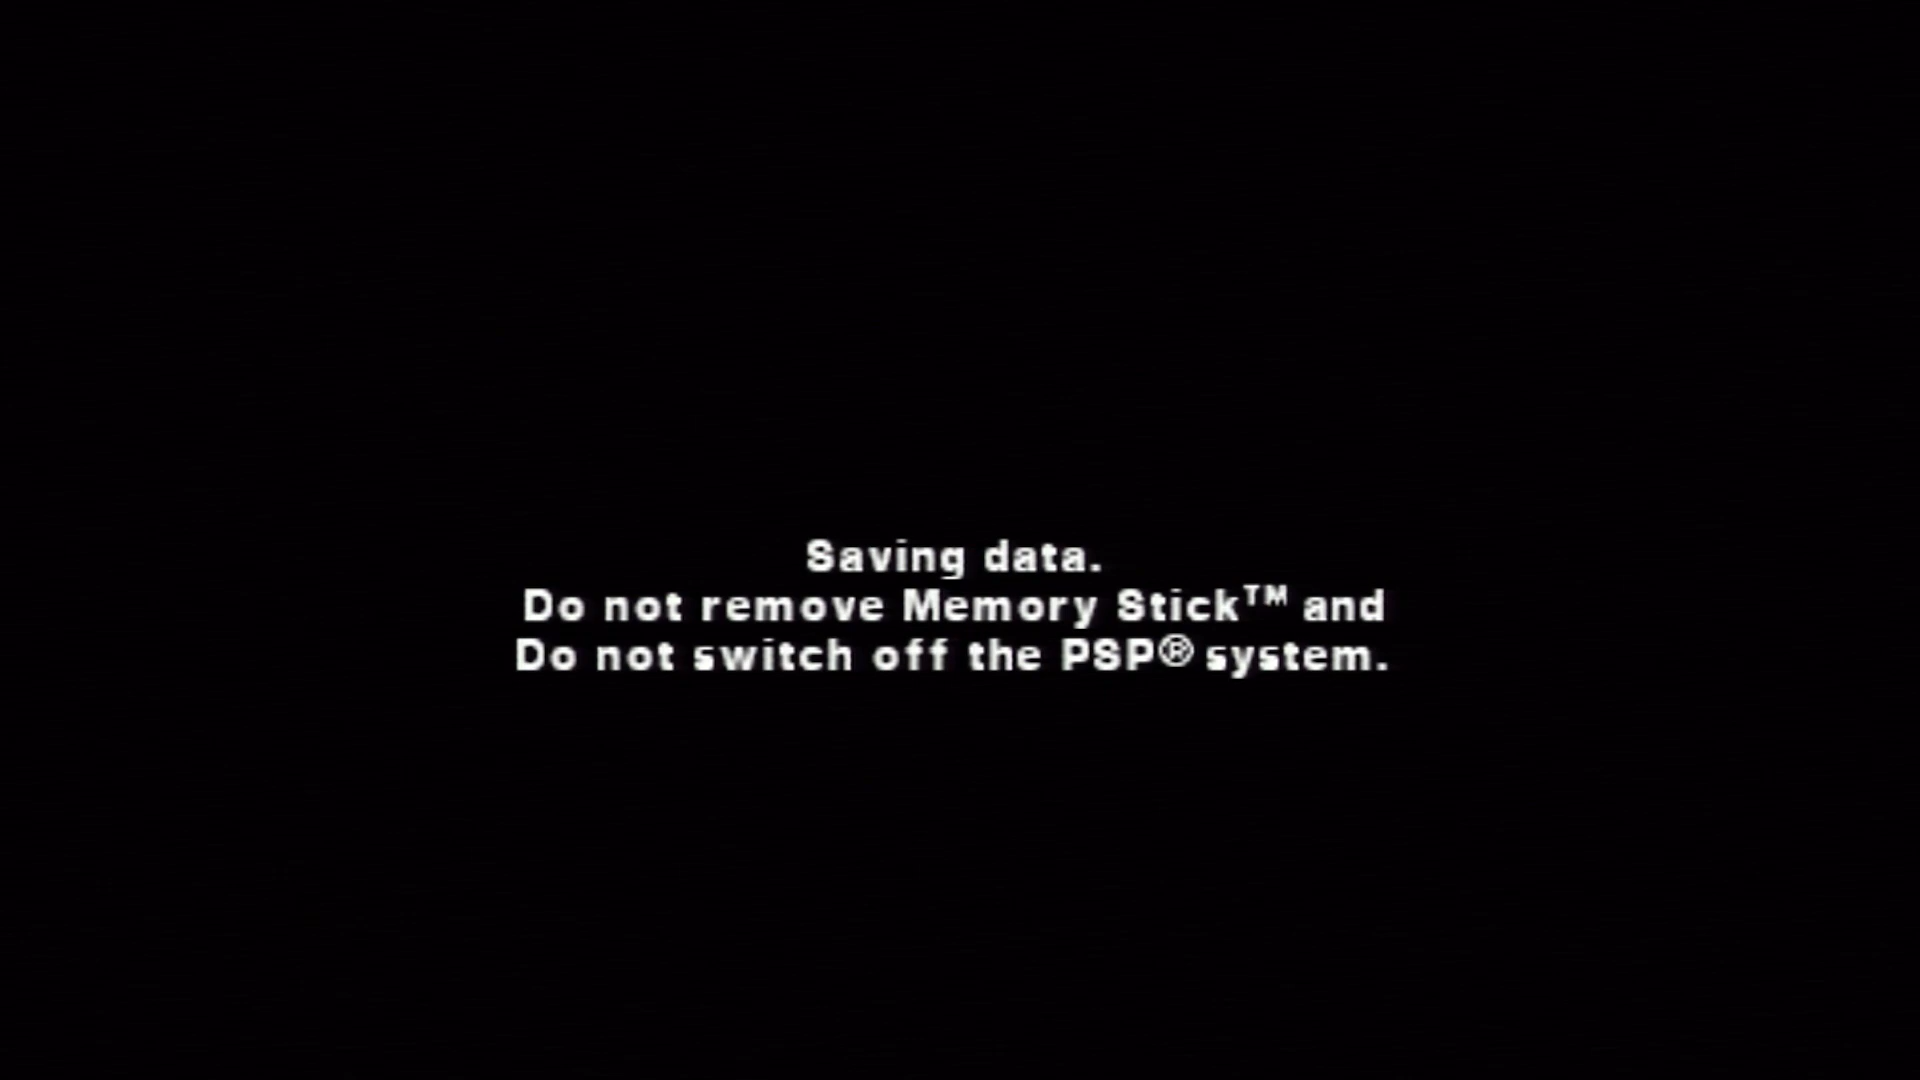 Saving data.
Do not remove Memory Stick™ and
Do not switch off the PSP® system.